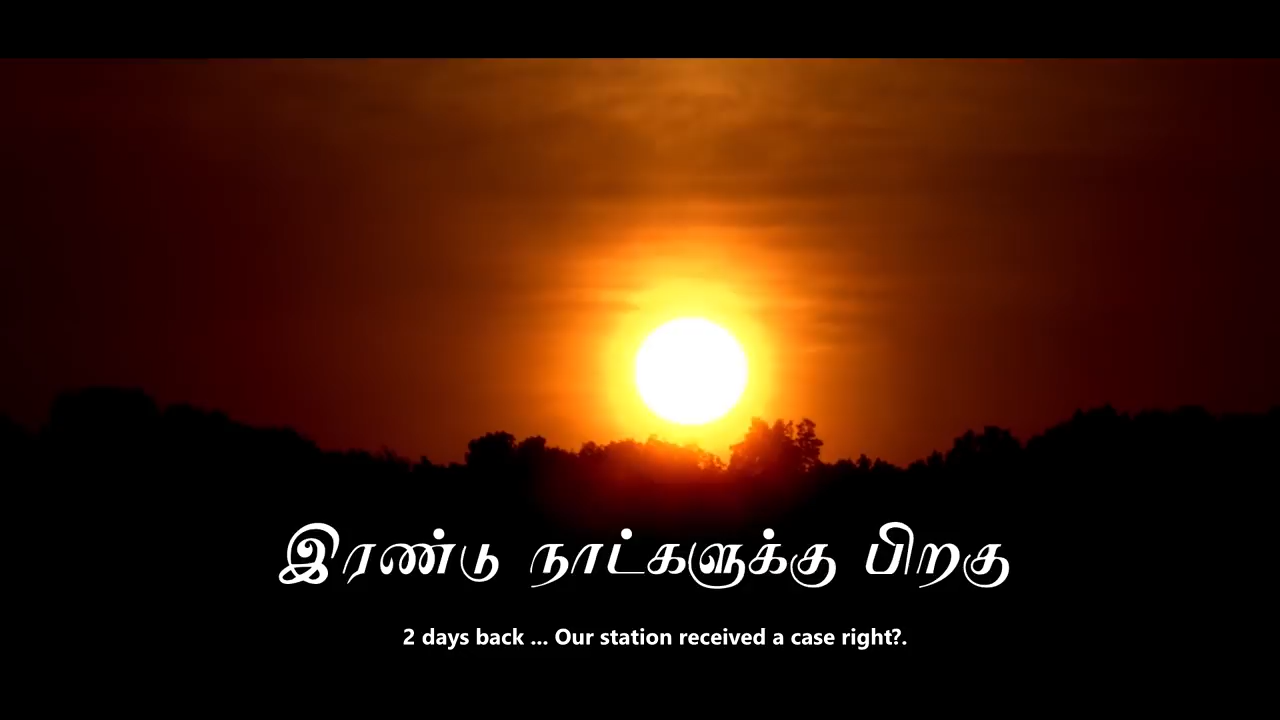 இரண்டு நாட்களுக்கு பிறகு
2 days back ... Our station received a case right?.